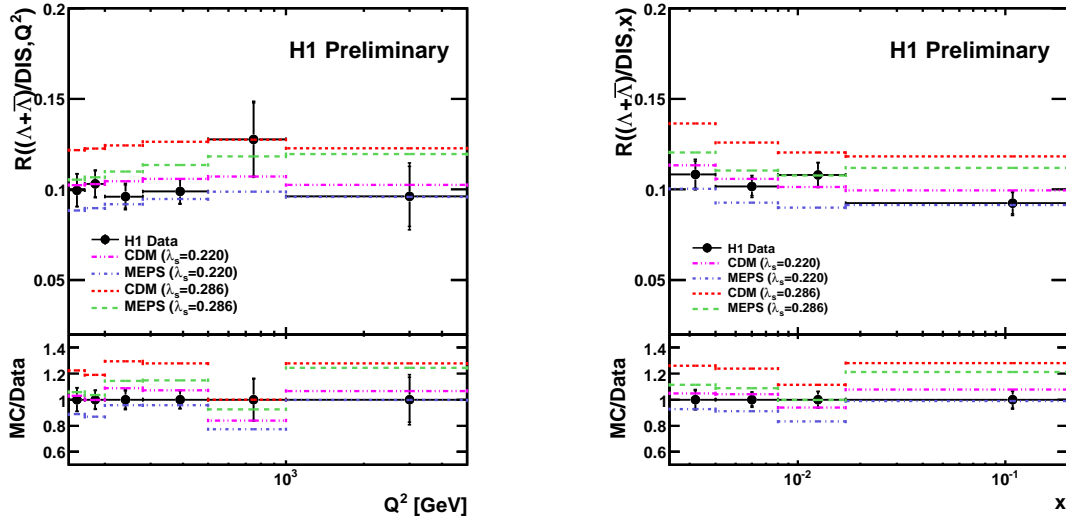 R((Λ+Λ̅)/DIS,Q²)
0.2
0.15
0.1
0.05
H1 Preliminary
H1 Data
CDM (λₛ=0.220)
MEPS (λₛ=0.220)
CDM (λₛ=0.286)
MEPS (λₛ=0.286)
MC/Data
1.4
1.2
1
0.8
0.6
10³
Q² [GeV]
R((Λ+Λ̅)/DIS,x)
0.2
0.15
0.1
0.05
H1 Preliminary
H1 Data
CDM (λₛ=0.220)
MEPS (λₛ=0.220)
CDM (λₛ=0.286)
MEPS (λₛ=0.286)
MC/Data
1.4
1.2
1
0.8
0.6
10⁻²
10⁻¹
x